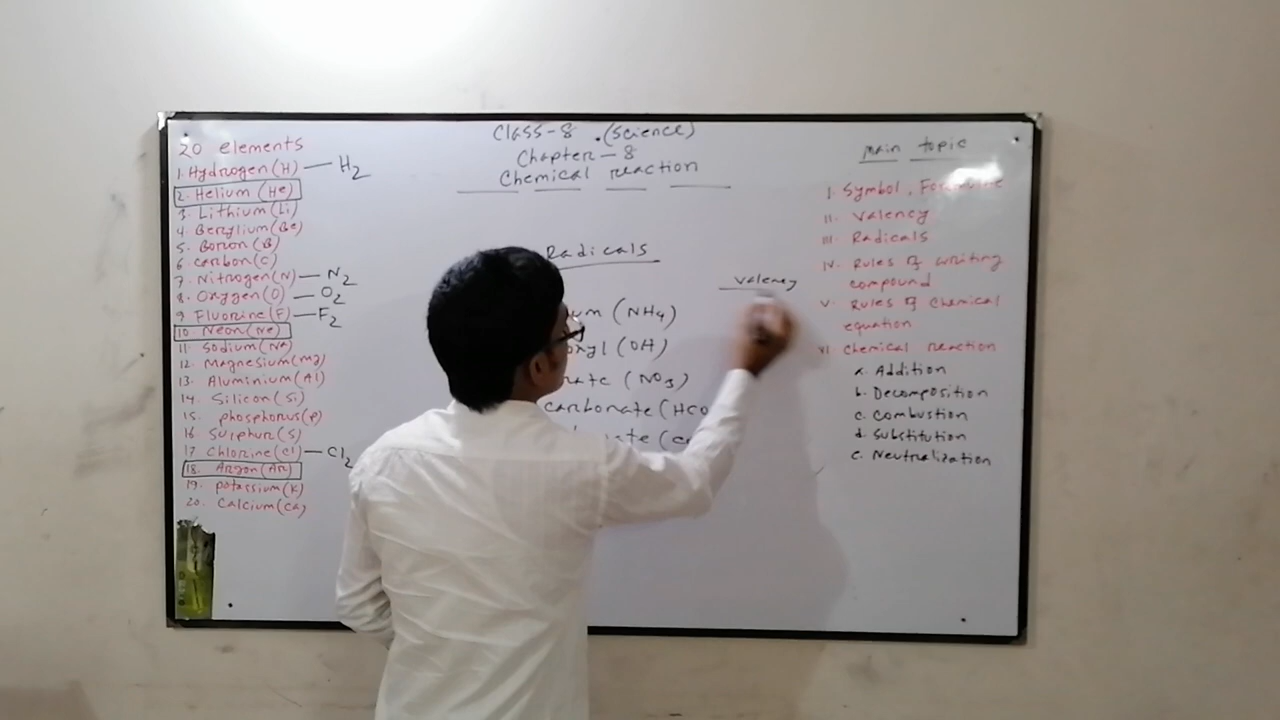 20 elements
1. Hydrogen (H) — H2
2. Helium (He)
3. Lithium (Li)
4. Berylium (Be)
5. Boron (B)
6. carbon (C)
7. Nitrogen (N) — N2
8. Oxygen (O) — O2
9. Fluorine (F) — F2
10. Neon (Ne)
11. Sodium (Na)
12. Magnesium (Mg)
13. Aluminium (Al)
14. Silicon (Si)
15. phosphorus (P)
16. Sulphur (S)
17. Chlorine (Cl) — Cl2
18. Argon (Ar)
19. potassium (K)
20. Calcium (Ca)
Class-8 . (Science)
Chapter - 8
Chemical reaction
Radicals
Valency
(NH4)
(OH)
(NO3)
carbonate (HCO
Main topic
I. Symbol,
II. Valency
III. Radicals
IV. Rules of writing
compound
V. Rules of Chemical
equation
VI. Chemical reaction
a. Addition
b. Decomposition
c. Combustion
d. Substitution
e. Neutralization